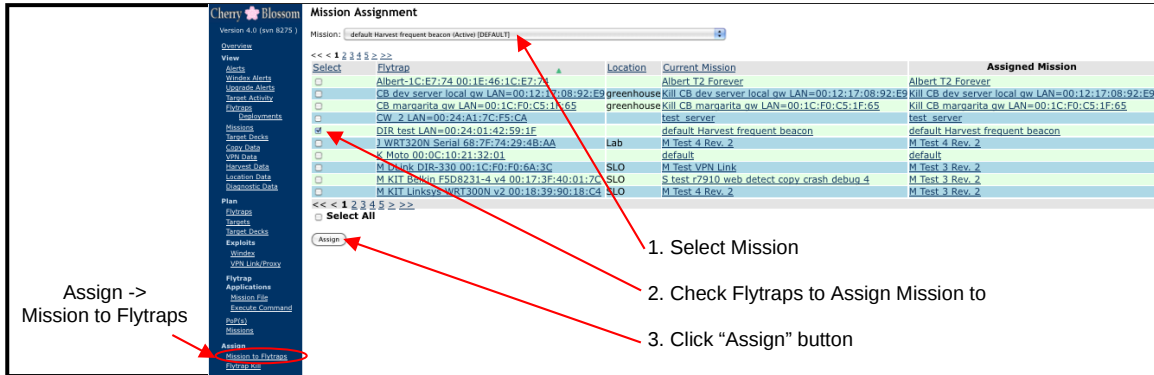 Cherry Blossom
Version 4.0 (svn 8275 )
Overview
View
Alerts
Windex Alerts
Upgrade Alerts
Target Activity
Flytraps
Deployments
Missions
Target Decks
Copy Data
VPN Data
Harvest Data
Location Data
Diagnostic Data
Plan
Flytraps
Targets
Target Decks
Exploits
Windex
VPN Link/Proxy
Flytrap
Applications
Mission File
Execute Command
PoP(s)
Missions
Assign
Mission to Flytraps
Flytrap Kill
Assign ->
Mission to Flytraps
Mission Assignment
Mission: default Harvest frequent beacon (Active) [DEFAULT]
<< < 1 2 3 4 5 > >>
Select Flytrap Location Current Mission Assigned Mission
Albert-1C:E7:74 00:1E:46:1C:E7:74 Albert T2 Forever Albert T2 Forever
CB dev server local gw LAN=00:12:17:08:92:E9 greenhouse Kill CB dev server local gw LAN=00:12:17:08:92:E9 Kill CB dev server local gw LAN=00:12:17:08:92:E9
CB margarita gw LAN=00:1C:F0:C5:1F:65 greenhouse Kill CB margarita gw LAN=00:1C:F0:C5:1F:65 Kill CB margarita gw LAN=00:1C:F0:C5:1F:65
CW_2 LAN=00:24:A1:7C:F5:CA test_server test_server
DIR test LAN=00:24:01:42:59:1F default Harvest frequent beacon default Harvest frequent beacon
J WRT320N Serial 68:7F:74:29:4B:AA Lab M Test 4 Rev. 2 M Test 4 Rev. 2
K Moto 00:0C:10:21:32:01 default default
M DLink DIR-330 00:1C:F0:F0:6A:3C SLO M Test VPN Link M Test 3 Rev. 2
M KIT Belkin F5D8231-4 v4 00:17:3F:40:01:7C SLO S test r7910 web detect copy crash debug 4 M Test 3 Rev. 2
M KIT Linksys WRT300N v2 00:18:39:90:18:C4 SLO M Test 4 Rev. 2 M Test 3 Rev. 2
<< < 1 2 3 4 5 > >>
Select All
Assign
1. Select Mission
2. Check Flytraps to Assign Mission to
3. Click “Assign” button